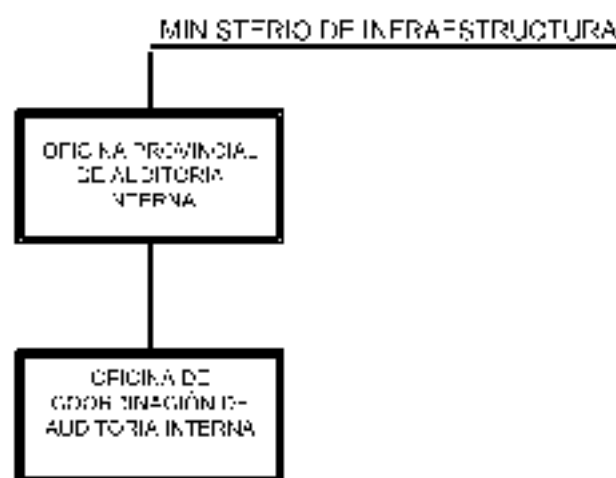 MINISTERIO DE INFRAESTRUCTURA
OFICINA PROVINCIAL
DE AUDITORIA
INTERNA
OFICINA DE
COORDINACIÓN DE
AUDITORIA INTERNA